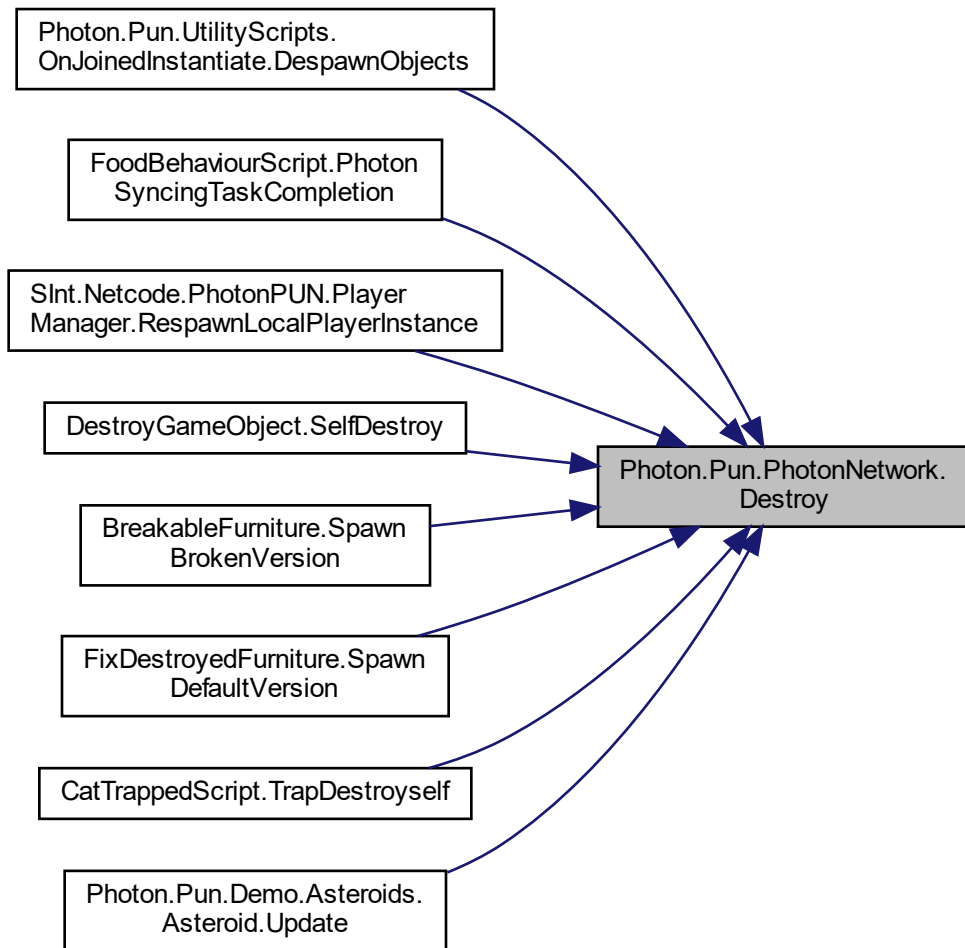 Photon.Pun.UtilityScripts.
OnJoinedInstantiate.DespawnObjects
FoodBehaviourScript.Photon
SyncingTaskCompletion
SInt.Netcode.PhotonPUN.Player
Manager.RespawnLocalPlayerInstance
DestroyGameObject.SelfDestroy
Photon.Pun.PhotonNetwork.
Destroy
BreakableFurniture.Spawn
BrokenVersion
FixDestroyedFurniture.Spawn
DefaultVersion
CatTrappedScript.TrapDestroyself
Photon.Pun.Demo.Asteroids.
Asteroid.Update